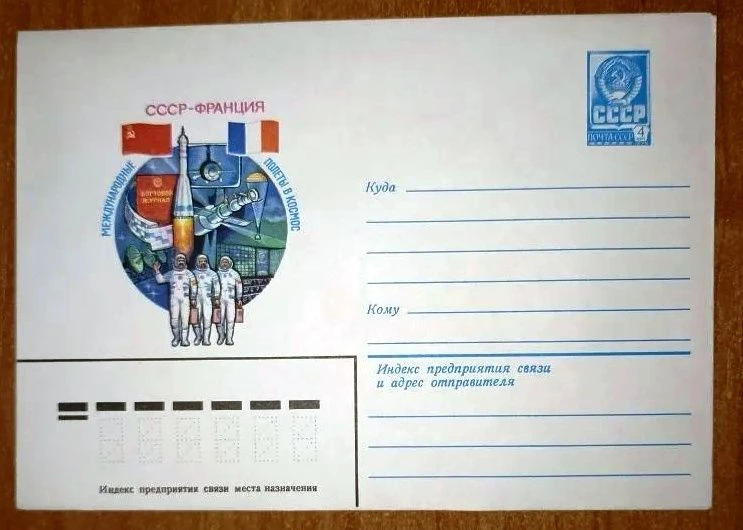 СССР-ФРАНЦИЯ
МЕЖДУНАРОДНЫЕ
ПОЛЕТЫ В КОСМОС
БОРТОВОЙ
ЖУРНАЛ
СССР
ПОЧТА СССР
4
Куда
Кому
Индекс предприятия связи
и адрес отправителя
Индекс предприятия связи места назначения